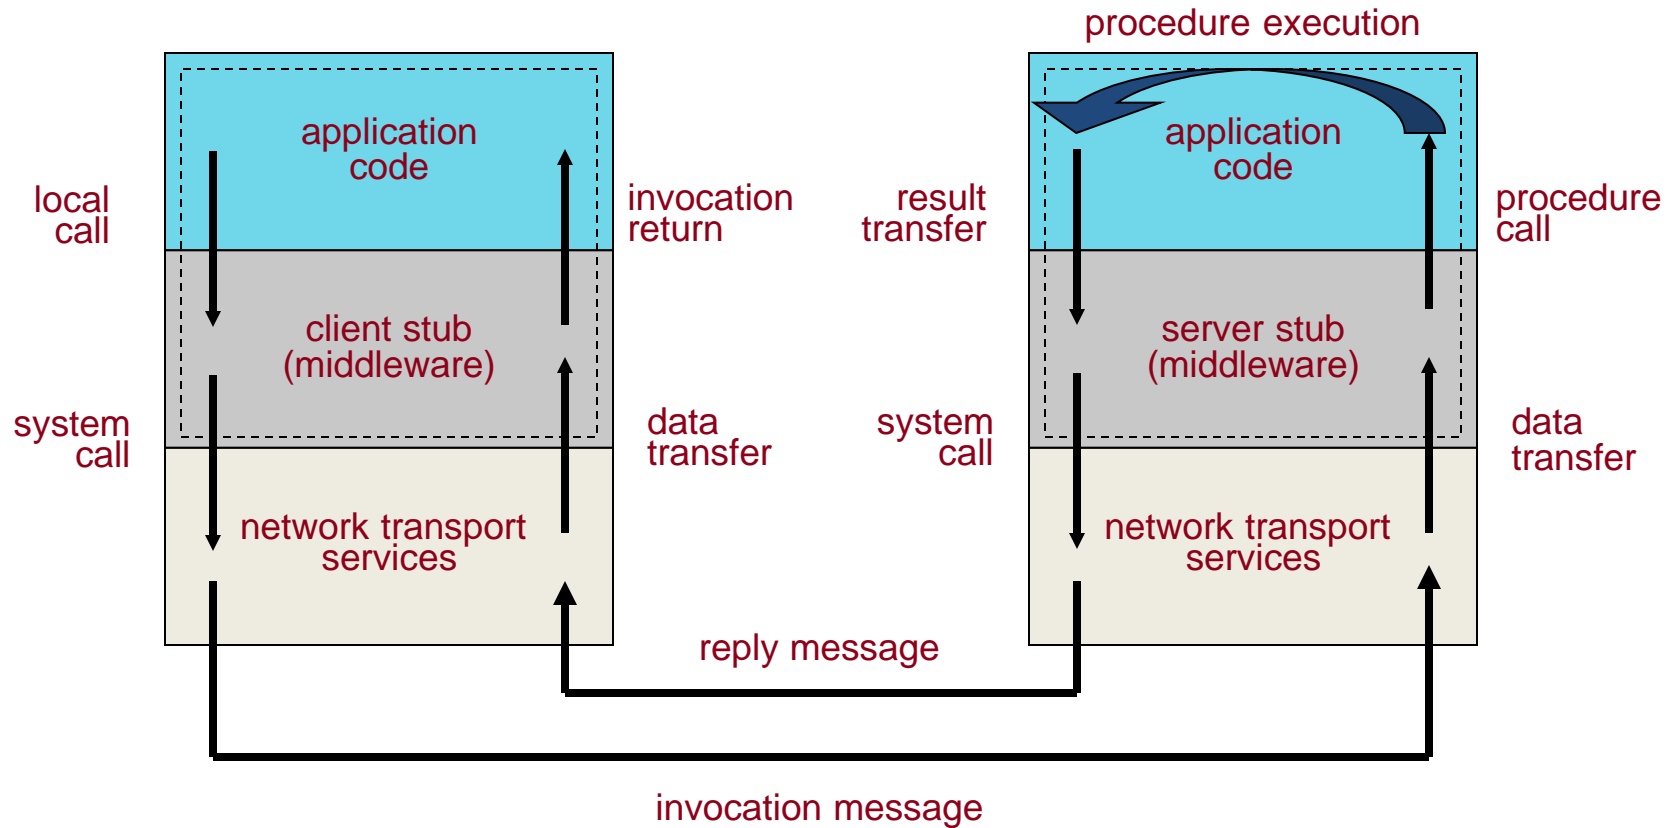 procedure execution
application
code
application
code
local
call
invocation
return
result
transfer
procedure
call
client stub
(middleware)
server stub
(middleware)
system
call
data
transfer
system
call
data
transfer
network transport
services
network transport
services
reply message
invocation message